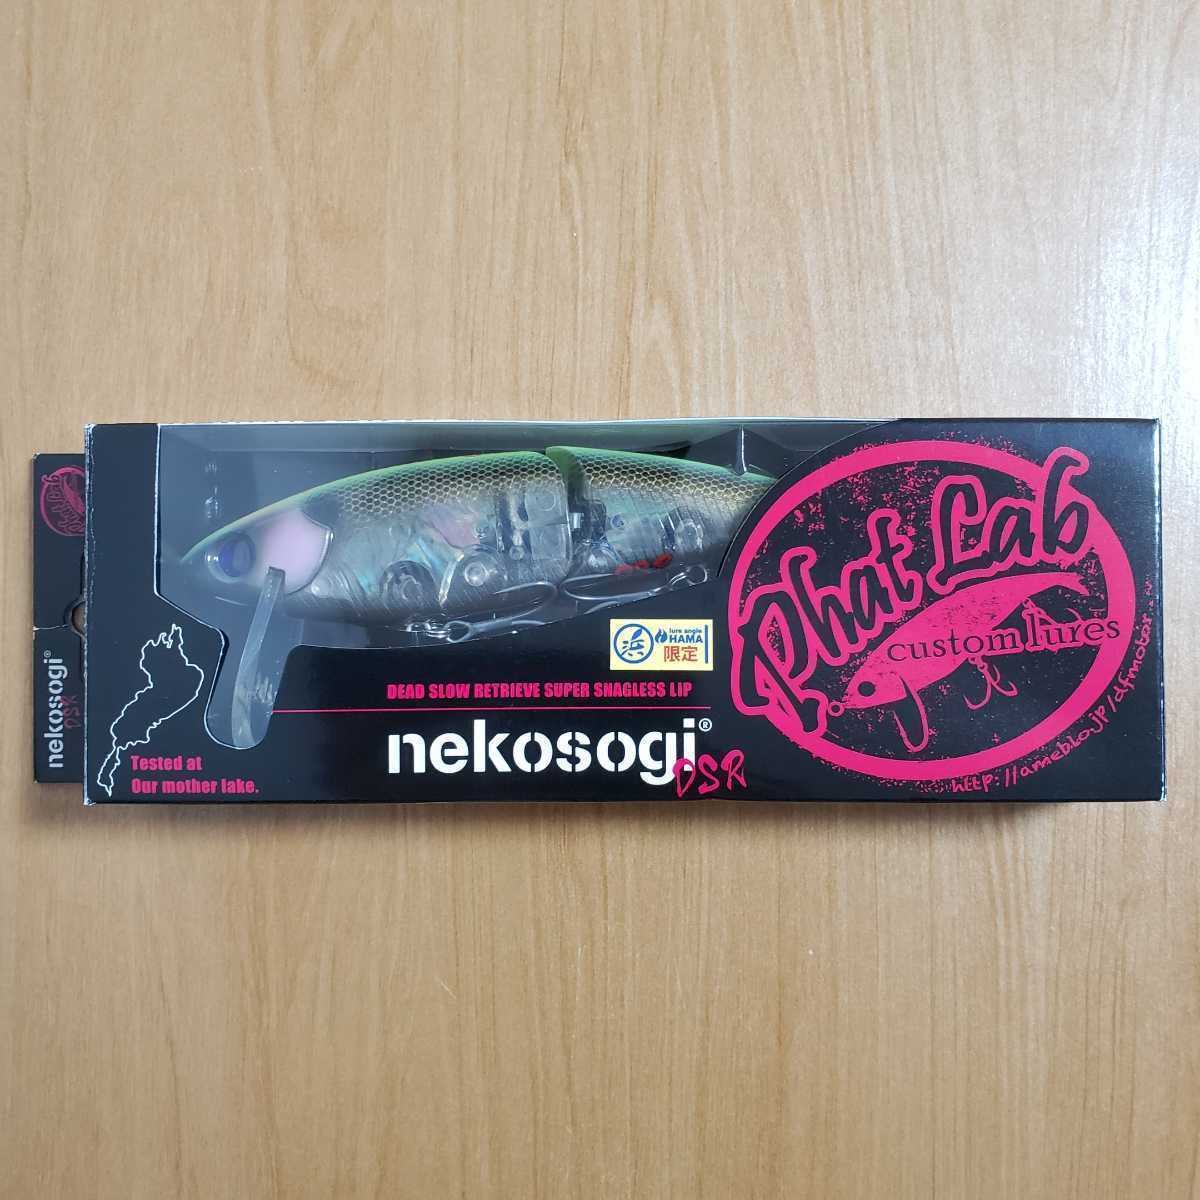 nekosogi®
DSR
Tested at
Our mother lake.
浜
lure angle
HAMA
限定
DEAD SLOW RETRIEVE SUPER SNAGLESS LIP
nekosogi®
DSR
Phat Lab
custom lures
http://ameblo.jp/dfmotors